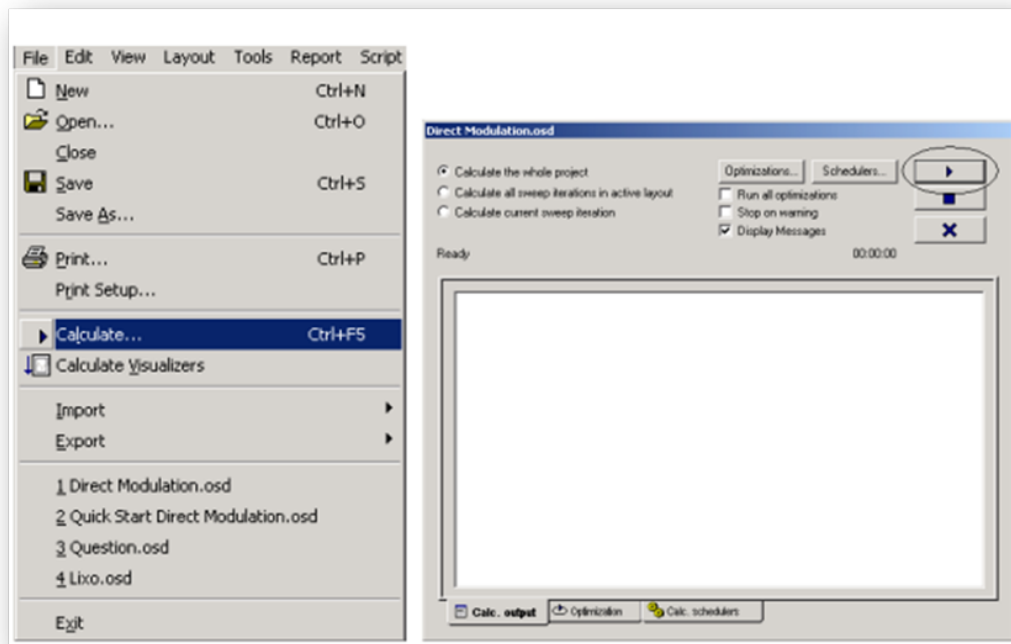 File Edit View Layout Tools Report Script
New Ctrl+N
Open... Ctrl+O
Close
Save Ctrl+S
Save As...
Print... Ctrl+P
Print Setup...
Calculate... Ctrl+F5
Calculate Visualizers
Import
Export
1 Direct Modulation.osd
2 Quick Start Direct Modulation.osd
3 Question.osd
4 Lixo.osd
Exit
Direct Modulation.osd
Calculate the whole project
Calculate all sweep iterations in active layout
Calculate current sweep iteration
Optimizations... Schedulers...
Run all optimizations
Stop on warning
Display Messages
Ready 00:00:00
Calc. output Optimization Calc. schedulers